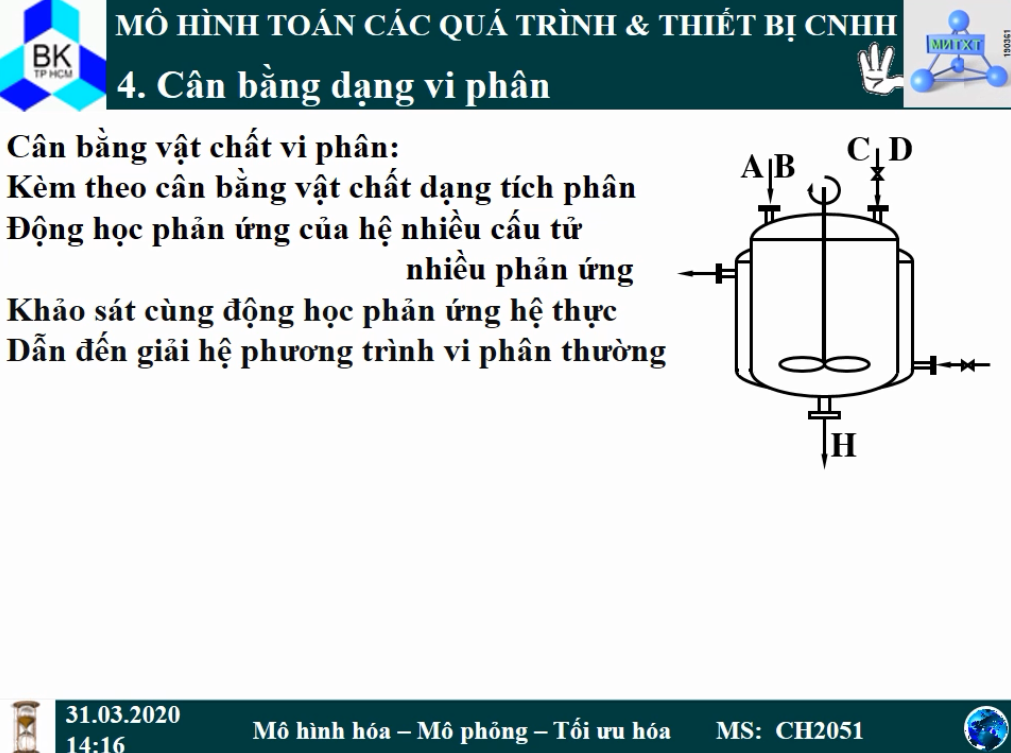 MÔ HÌNH TOÁN CÁC QUÁ TRÌNH & THIẾT BỊ CNHH
BK
TP HCM
4. Cân bằng dạng vi phân
МИТХТ
190361
Cân bằng vật chất vi phân:
Kèm theo cân bằng vật chất dạng tích phân
Động học phản ứng của hệ nhiều cấu tử
nhiều phản ứng
Khảo sát cùng động học phản ứng hệ thực
Dẫn đến giải hệ phương trình vi phân thường
A B
C D
H
31.03.2020
14:16
Mô hình hóa – Mô phỏng – Tối ưu hóa
MS: CH2051